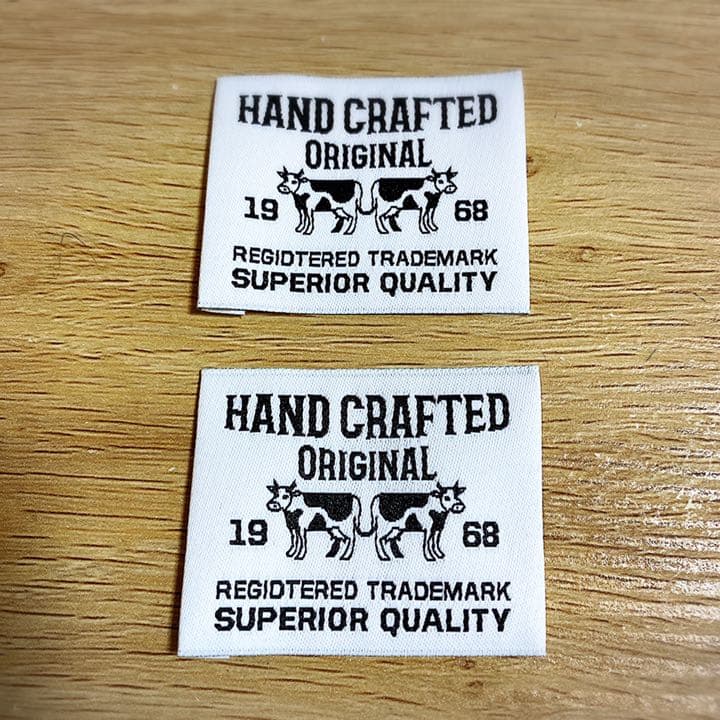 HAND CRAFTED
ORIGINAL
19 68
REGIDTERED TRADEMARK
SUPERIOR QUALITY
HAND CRAFTED
ORIGINAL
19 68
REGIDTERED TRADEMARK
SUPERIOR QUALITY